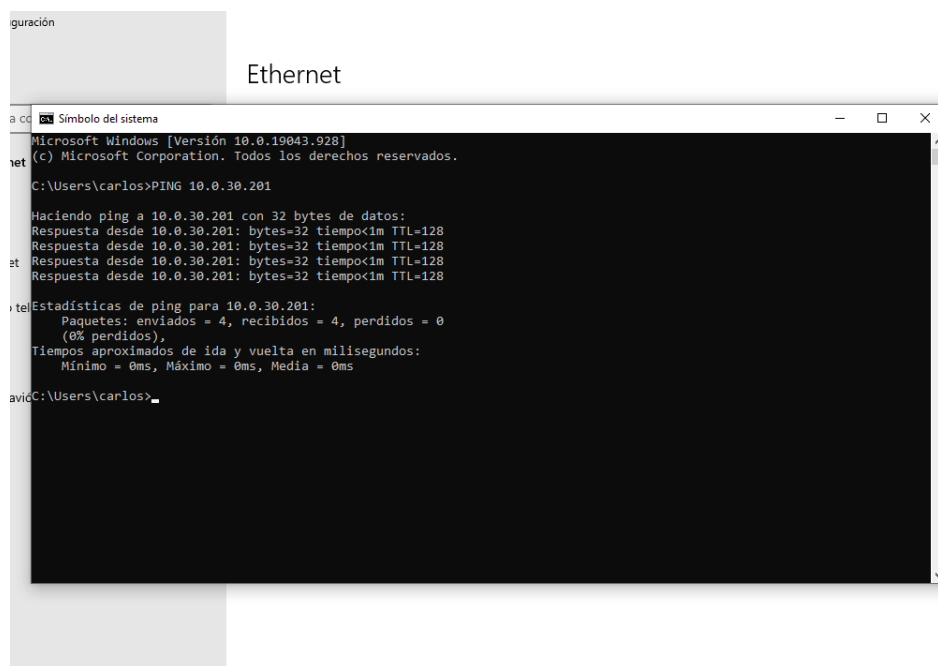 guración
Ethernet
a co
Símbolo del sistema
Microsoft Windows [Versión 10.0.19043.928]
net
(c) Microsoft Corporation. Todos los derechos reservados.
C:\Users\carlos>PING 10.0.30.201
Haciendo ping a 10.0.30.201 con 32 bytes de datos:
Respuesta desde 10.0.30.201: bytes=32 tiempo<1m TTL=128
Respuesta desde 10.0.30.201: bytes=32 tiempo<1m TTL=128
et
Respuesta desde 10.0.30.201: bytes=32 tiempo<1m TTL=128
Respuesta desde 10.0.30.201: bytes=32 tiempo<1m TTL=128
o tel
Estadísticas de ping para 10.0.30.201:
Paquetes: enviados = 4, recibidos = 4, perdidos = 0
(0% perdidos),
Tiempos aproximados de ida y vuelta en milisegundos:
Mínimo = 0ms, Máximo = 0ms, Media = 0ms
avió
C:\Users\carlos>